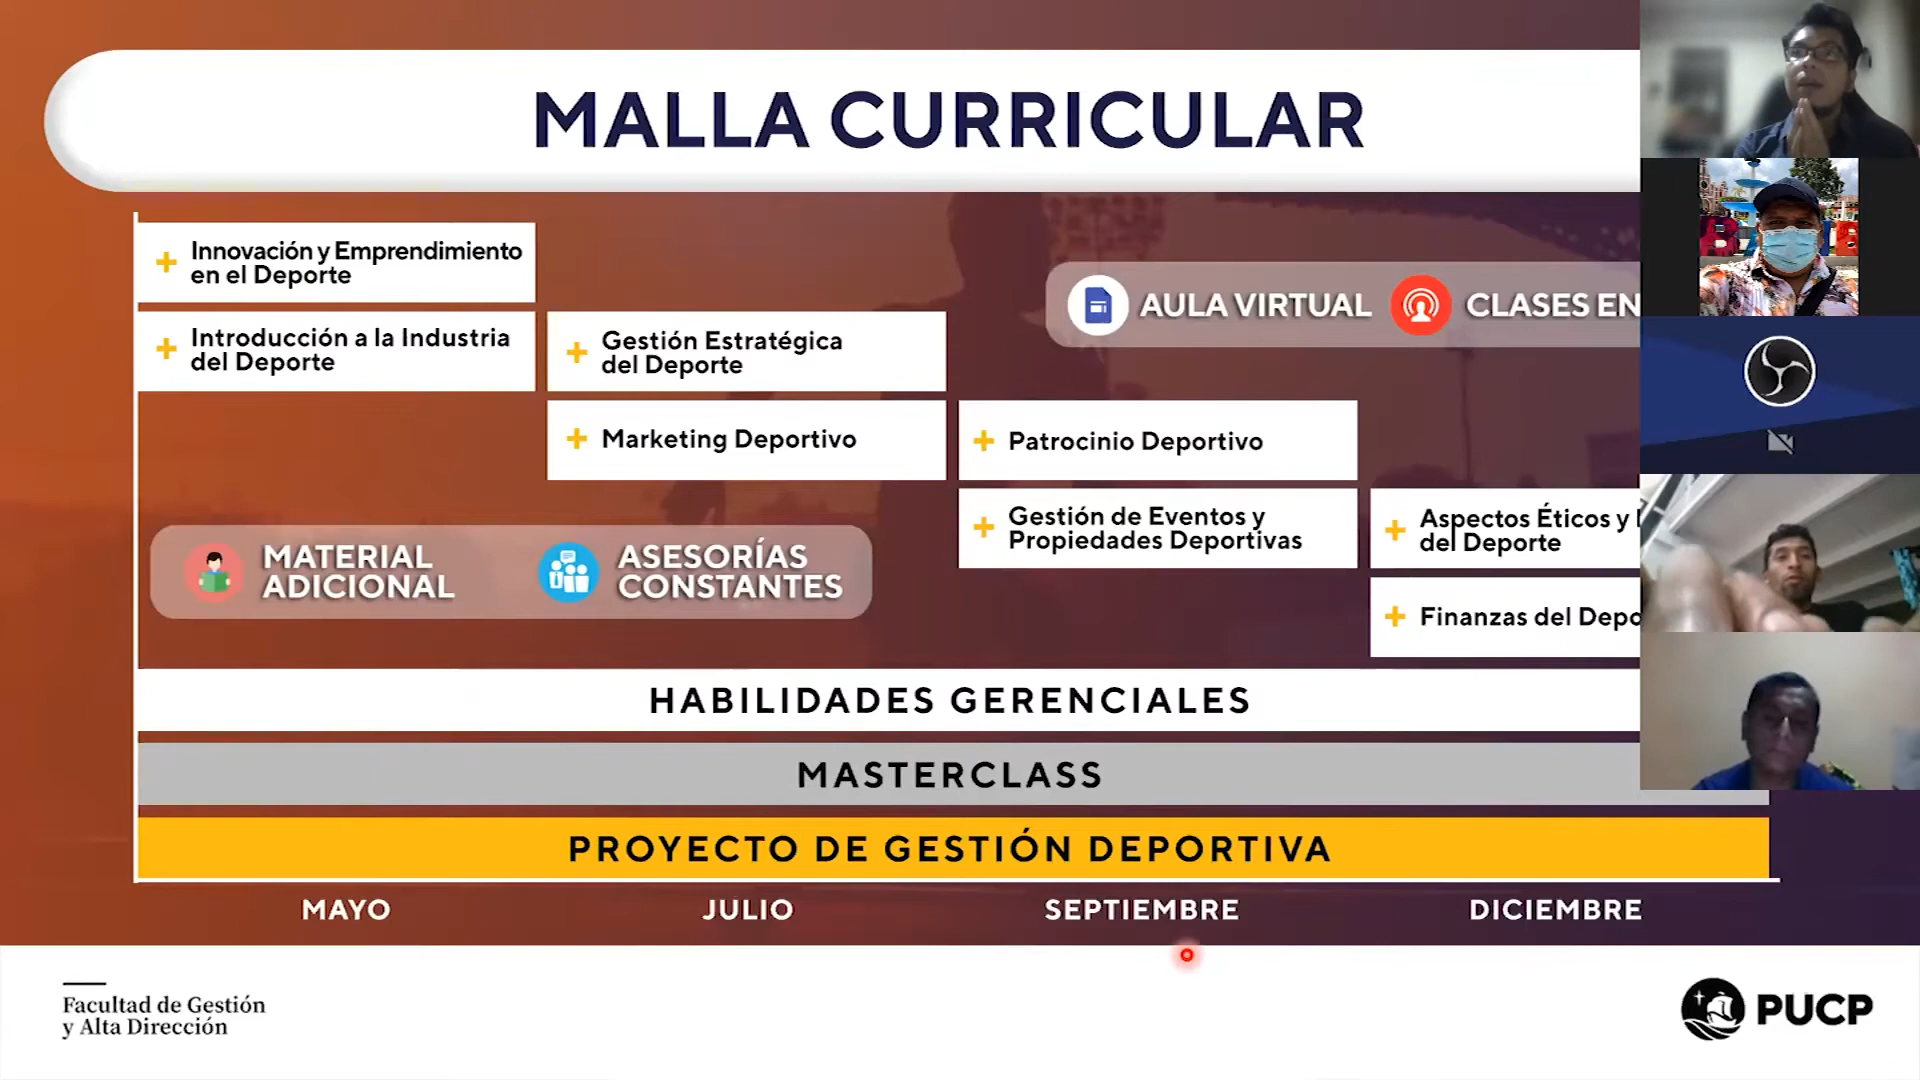 MALLA CURRICULAR
Innovación y Emprendimiento
en el Deporte
Introducción a la Industria
del Deporte
Gestión Estratégica
del Deporte
AULA VIRTUAL
CLASES EN
Marketing Deportivo
Patrocinio Deportivo
Gestión de Eventos y
Propiedades Deportivas
Aspectos Éticos y
del Deporte
Finanzas del Depo
MATERIAL
ADICIONAL
ASESORÍAS
CONSTANTES
HABILIDADES GERENCIALES
MASTERCLASS
PROYECTO DE GESTIÓN DEPORTIVA
MAYO
JULIO
SEPTIEMBRE
DICIEMBRE
Facultad de Gestión
y Alta Dirección
PUCP